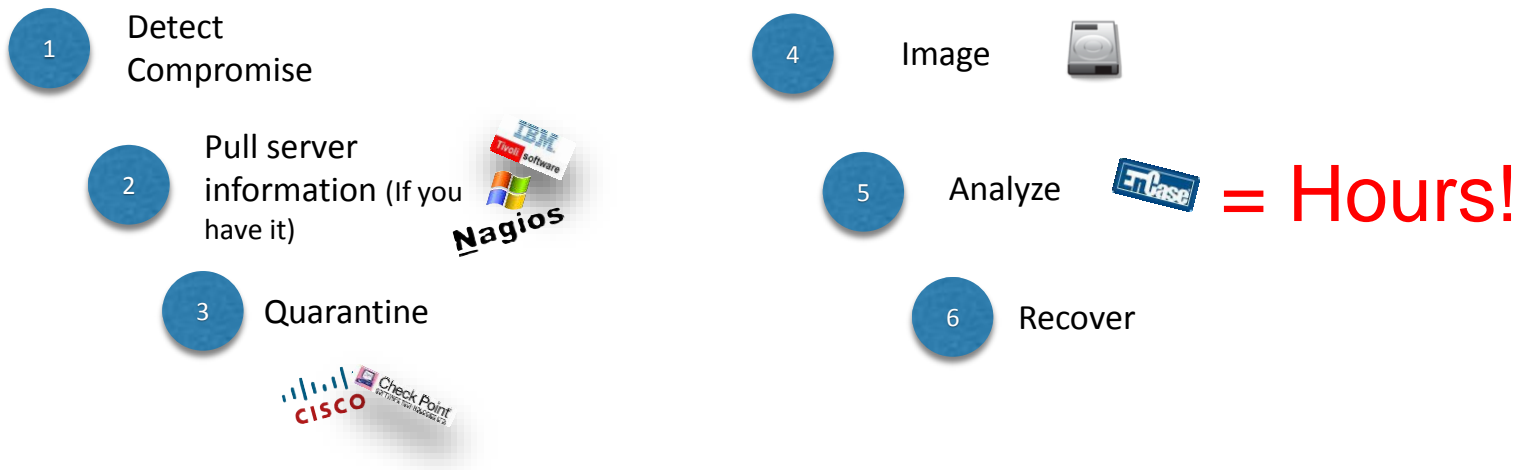 1
Detect
Compromise
2
Pull server
information (If you
have it)
IBM
Tivoli software
Nagios
3
Quarantine
CISCO
Check Point
4
Image
5
Analyze
EnCase
= Hours!
6
Recover